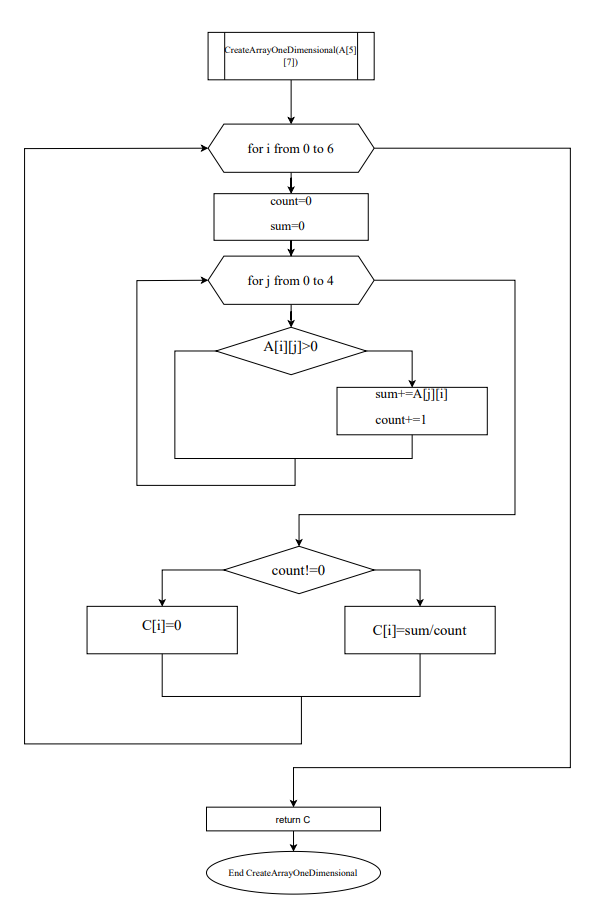 CreateArrayOneDimensional(A[5]
[7])
for i from 0 to 6
count=0
sum=0
for j from 0 to 4
A[i][j]>0
sum+=A[j][i]
count+=1
count!=0
C[i]=0
C[i]=sum/count
return C
End CreateArrayOneDimensional